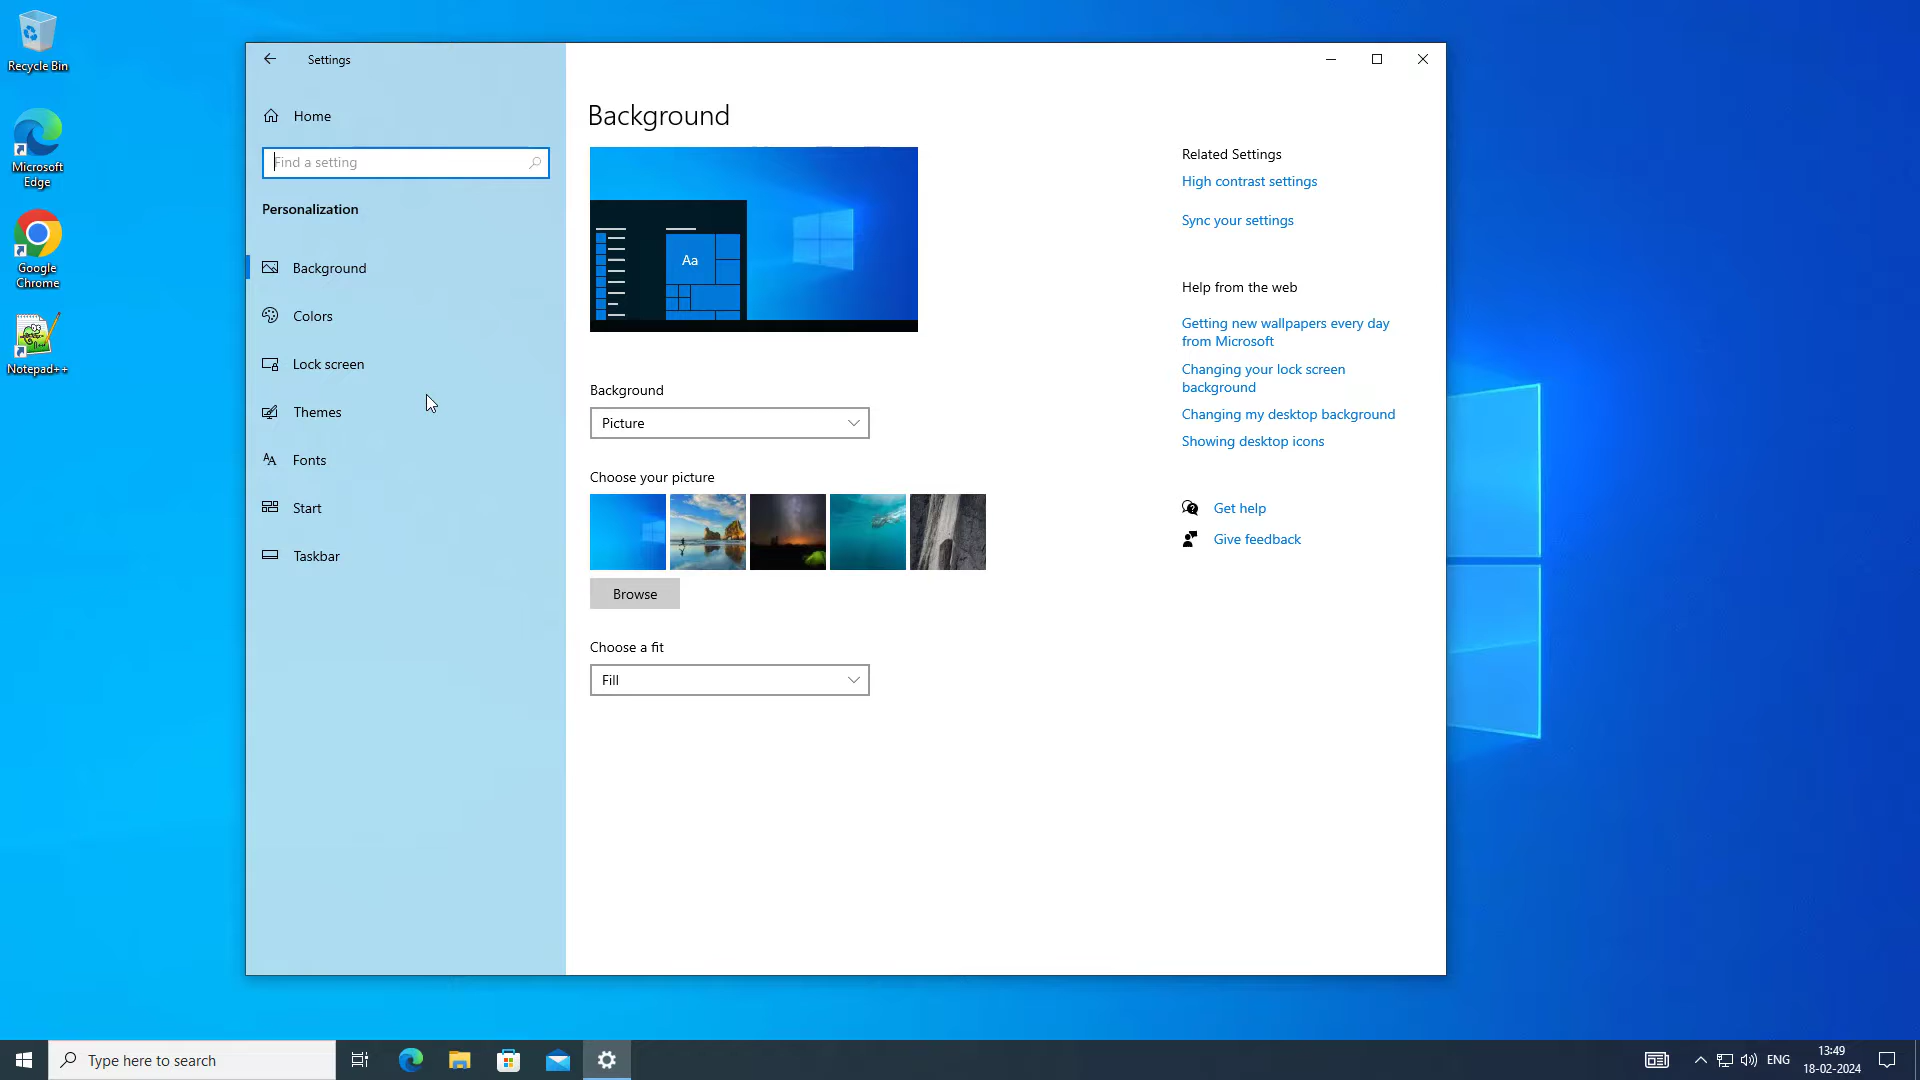 Recycle Bin
Microsoft
Edge
Google
Chrome
Notepad++
Settings
Home
Find a setting
Personalization
Background
Colors
Lock screen
Themes
Fonts
Start
Taskbar
Background
Aa
Background
Picture
Choose your picture
Browse
Choose a fit
Fill
Related Settings
High contrast settings
Sync your settings
Help from the web
Getting new wallpapers every day
from Microsoft
Changing your lock screen
background
Changing my desktop background
Showing desktop icons
Get help
Give feedback
Type here to search
ENG
13:49
18-02-2024